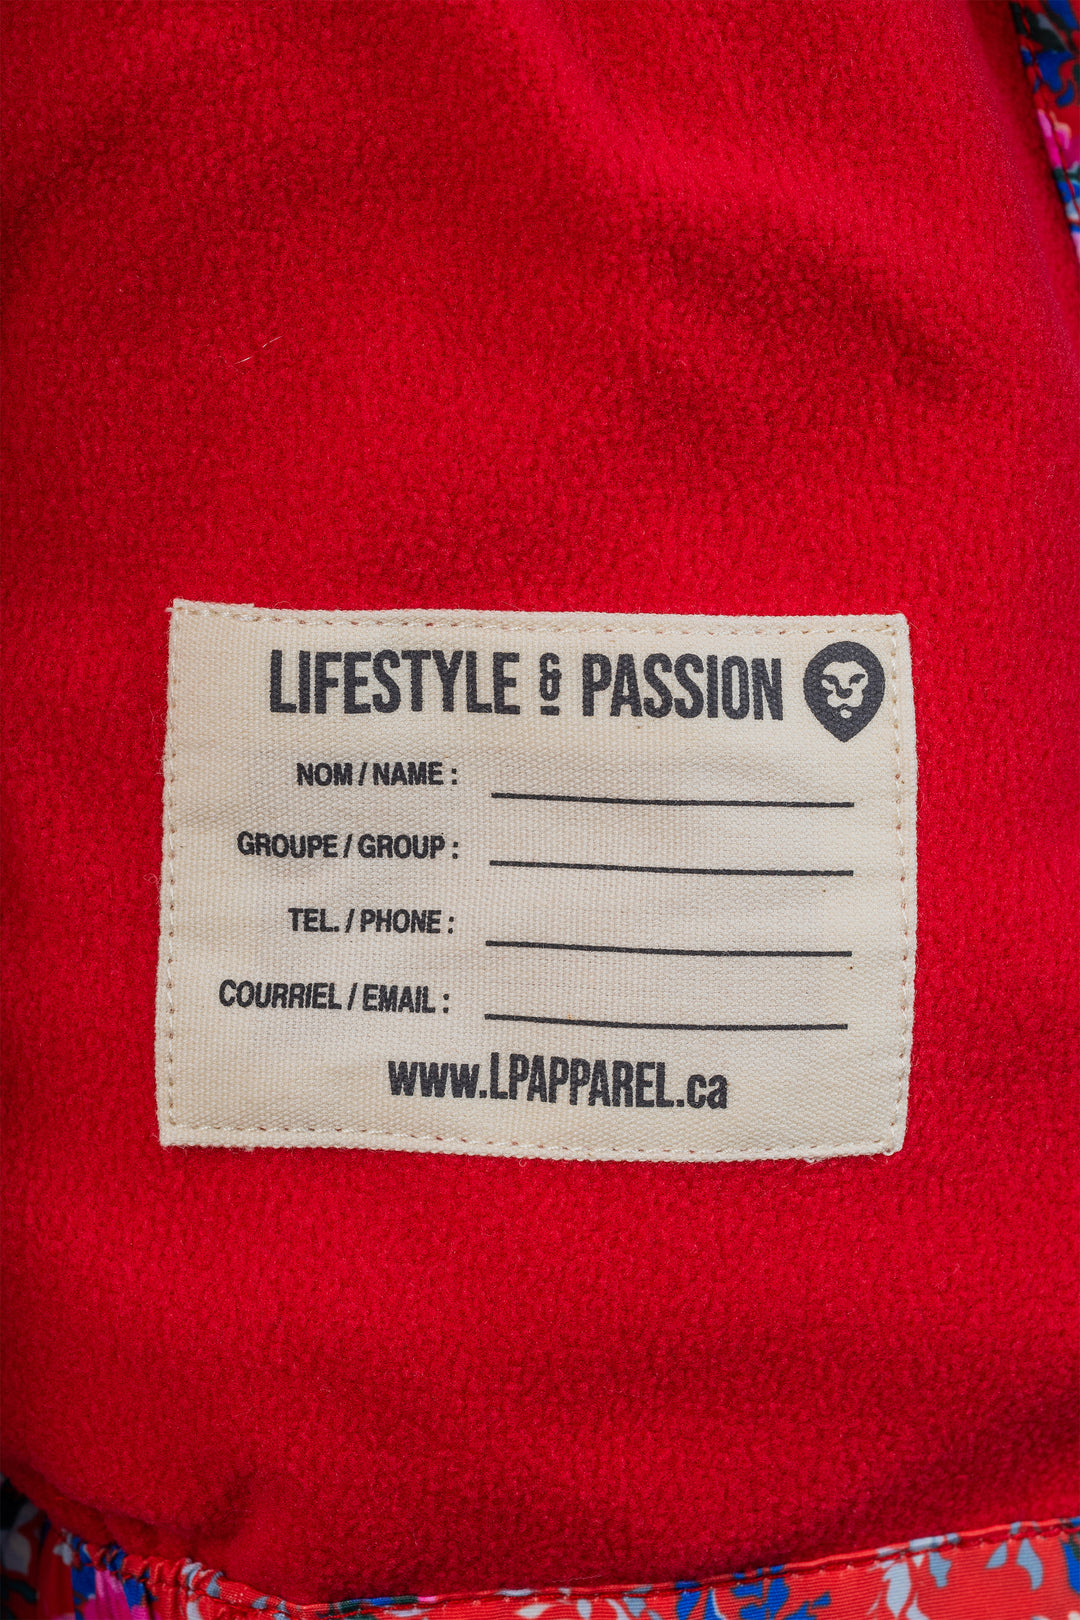 LIFESTYLE & PASSION
NOM / NAME :
GROUPE / GROUP :
TEL. / PHONE :
COURRIEL / EMAIL :
www.LPAPPAREL.ca